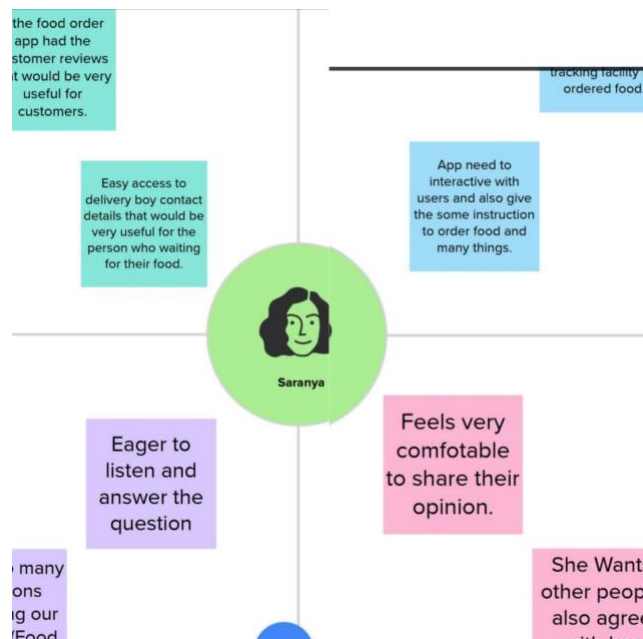 the food order
app had the
stomer reviews
t would be very
useful for
customers.
Easy access to
delivery boy contact
details that would be
very useful for the
person who waiting
for their food.
tracking facility
ordered food.
App need to
interactive with
users and also give
the some instruction
to order food and
many things.
Saranya
Eager to
listen and
answer the
question
many
ons
g our
/Food
Feels very
comfotable
to share their
opinion.
She Want
other peop
also agre